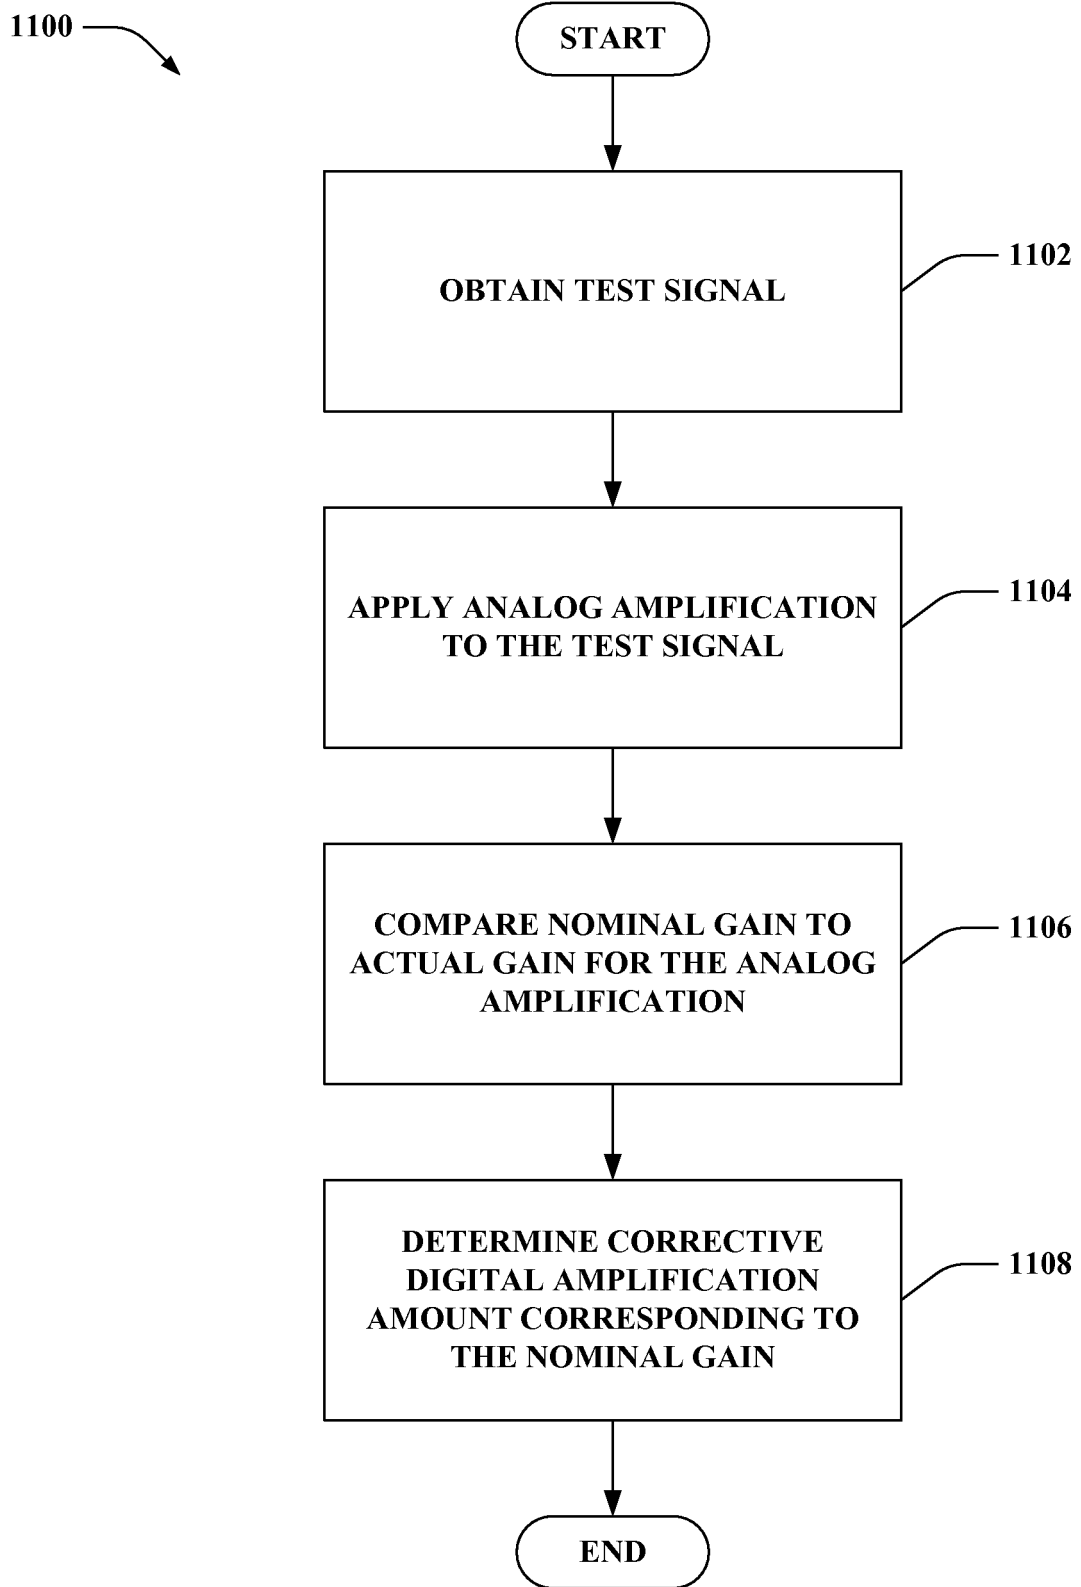 1100
START
OBTAIN TEST SIGNAL
1102
APPLY ANALOG AMPLIFICATION
TO THE TEST SIGNAL
1104
COMPARE NOMINAL GAIN TO
ACTUAL GAIN FOR THE ANALOG
AMPLIFICATION
1106
DETERMINE CORRECTIVE
DIGITAL AMPLIFICATION
AMOUNT CORRESPONDING TO
THE NOMINAL GAIN
1108
END